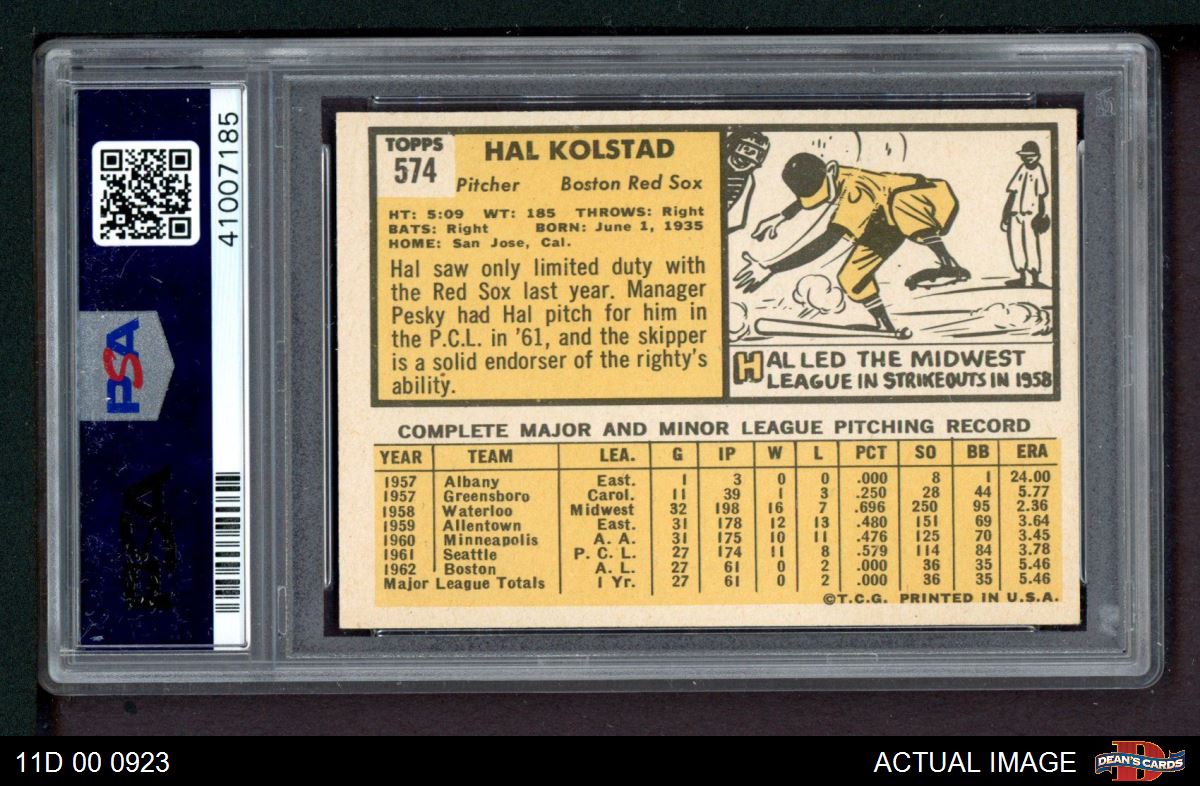 41007185
PSA
PSA
TOPPS
574
HAL KOLSTAD
Pitcher Boston Red Sox
HT: 5:09 WT: 185 THROWS: Right
BATS: Right BORN: June 1, 1935
HOME: San Jose, Cal.
Hal saw only limited duty with
the Red Sox last year. Manager
Pesky had Hal pitch for him in
the P.C.L. in '61, and the skipper
is a solid endorser of the righty's
ability.
HAL LED THE MIDWEST
LEAGUE IN STRIKEOUTS IN 1958
COMPLETE MAJOR AND MINOR LEAGUE PITCHING RECORD
YEAR TEAM LEA. G IP W L PCT SO BB ERA
1957 Albany East. 1 3 0 0 .000 8 1 24.00
1957 Greensboro Carol. 11 39 1 3 .250 28 44 5.77
1958 Waterloo Midwest 32 198 16 7 .696 250 95 2.36
1959 Allentown East. 31 178 12 13 .480 151 69 3.64
1960 Minneapolis A. A. 31 175 10 11 .476 125 70 3.45
1961 Seattle P. C. L. 27 174 11 8 .579 114 84 3.78
1962 Boston A. L. 27 61 0 2 .000 36 35 5.46
Major League Totals 1 Yr. 27 61 0 2 .000 36 35 5.46
©T.C.G. PRINTED IN U.S.A.
11D 00 0923
ACTUAL IMAGE
D
DEAN'S CARDS